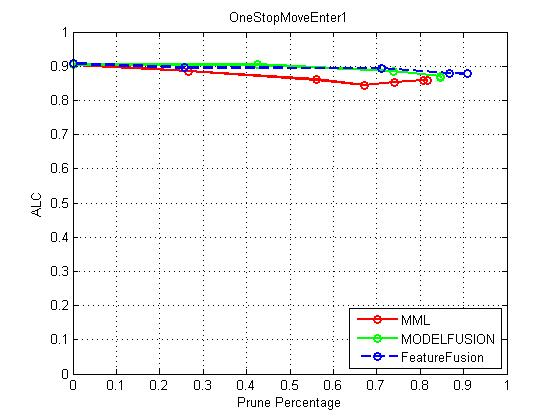 OneStopMoveEnter1
1
0.9
0.8
0.7
0.6
0.5
0.4
0.3
0.2
0.1
0
ALC
MML
MODELFUSION
FeatureFusion
0 0.1 0.2 0.3 0.4 0.5 0.6 0.7 0.8 0.9 1
Prune Percentage